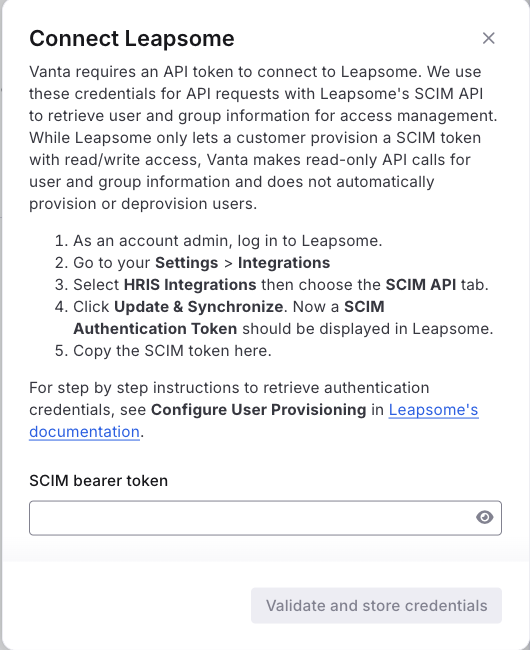 Connect Leapsome
Vanta requires an API token to connect to Leapsome. We use
these credentials for API requests with Leapsome's SCIM API
to retrieve user and group information for access management.
While Leapsome only lets a customer provision a SCIM token
with read/write access, Vanta makes read-only API calls for
user and group information and does not automatically
provision or deprovision users.
1. As an account admin, log in to Leapsome.
2. Go to your Settings > Integrations
3. Select HRIS Integrations then choose the SCIM API tab.
4. Click Update & Synchronize. Now a SCIM
Authentication Token should be displayed in Leapsome.
5. Copy the SCIM token here.
For step by step instructions to retrieve authentication
credentials, see Configure User Provisioning in Leapsome's
documentation.
SCIM bearer token
Validate and store credentials